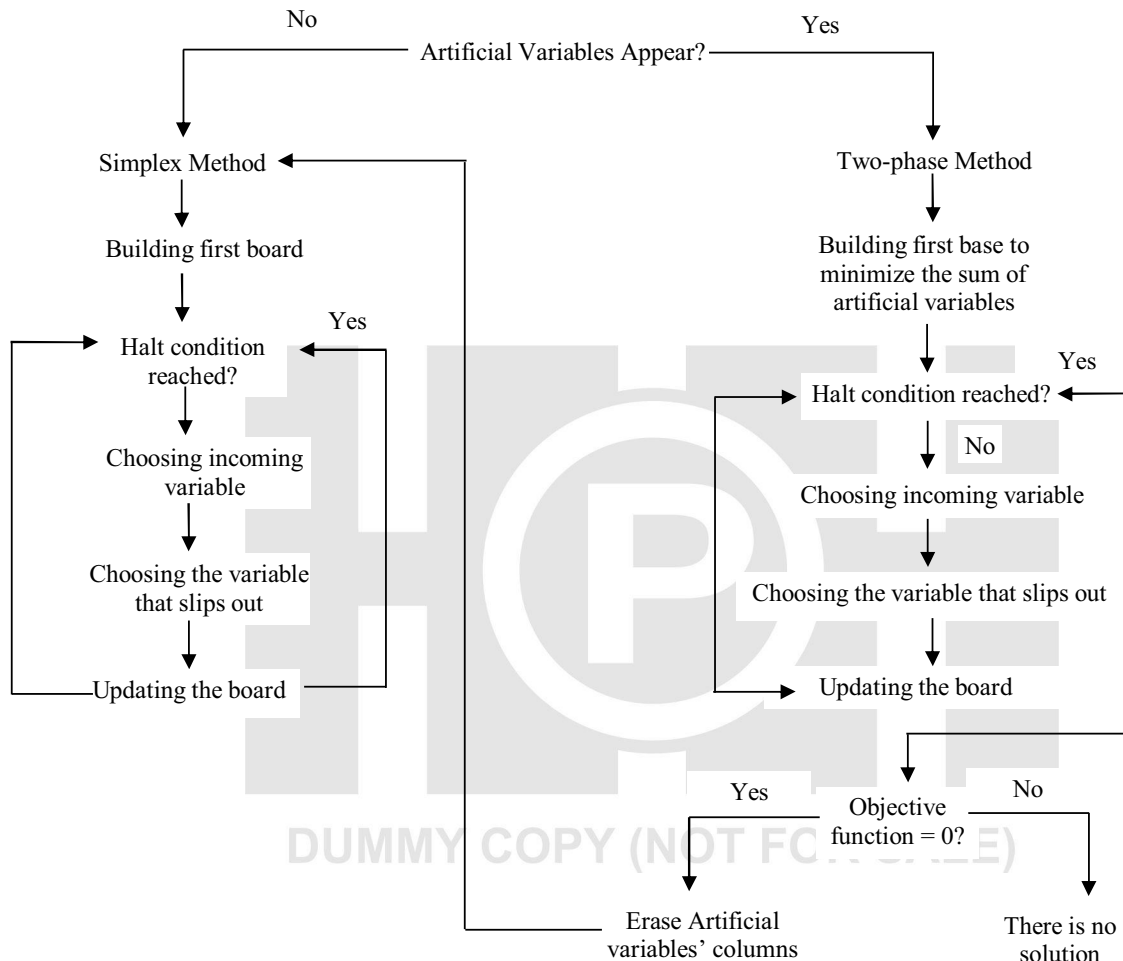 No
Yes
Artificial Variables Appear?
Simplex Method
Two-phase Method
Building first board
Building first base to
minimize the sum of
artificial variables
Yes
Halt condition
reached?
Yes
Halt condition reached?
No
Choosing incoming
variable
Choosing incoming variable
Choosing the variable
that slips out
Choosing the variable that slips out
Updating the board
Updating the board
Yes
No
Objective
function = 0?
P
DUMMY COPY (NOT FOR SALE)
Erase Artificial
variables’ columns
There is no
solution